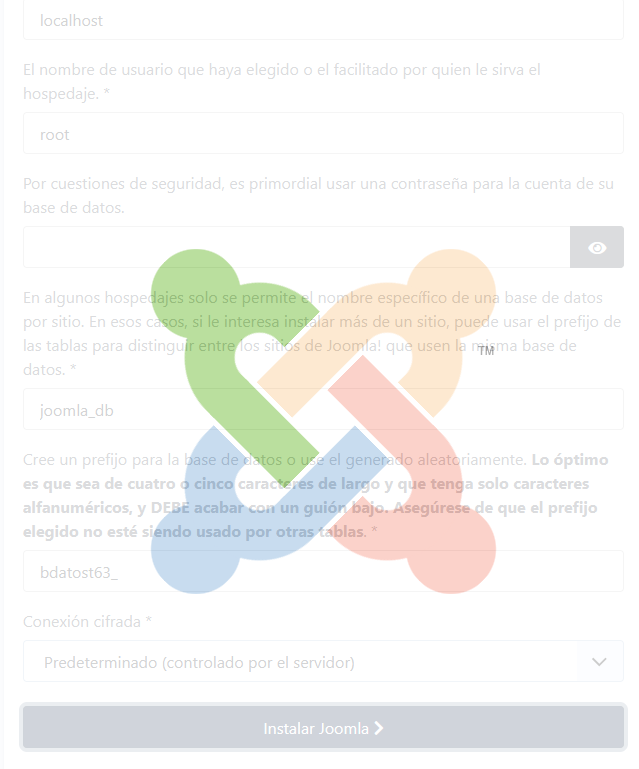 localhost
El nombre de usuario que haya elegido o el facilitado por quien le sirva el
hospedaje. *
root
Por cuestiones de seguridad, es primordial usar una contraseña para la cuenta de su
base de datos.
En algunos hospedajes solo se permite el nombre específico de una base de datos
por sitio. En esos casos, si le interesa instalar más de un sitio, puede usar el prefijo de
las tablas para distinguir entre los sitios de Joomla! que usen la misma base de
datos. *
TM
joomla_db
Cree un prefijo para la base de datos o use el generado aleatoriamente. Lo óptimo
es que sea de cuatro o cinco caracteres de largo y que tenga solo caracteres
alfanuméricos, y DEBE acabar con un guión bajo. Asegúrese de que el prefijo
elegido no esté siendo usado por otras tablas. *
bdatost63_
Conexión cifrada *
Predeterminado (controlado por el servidor)
Instalar Joomla